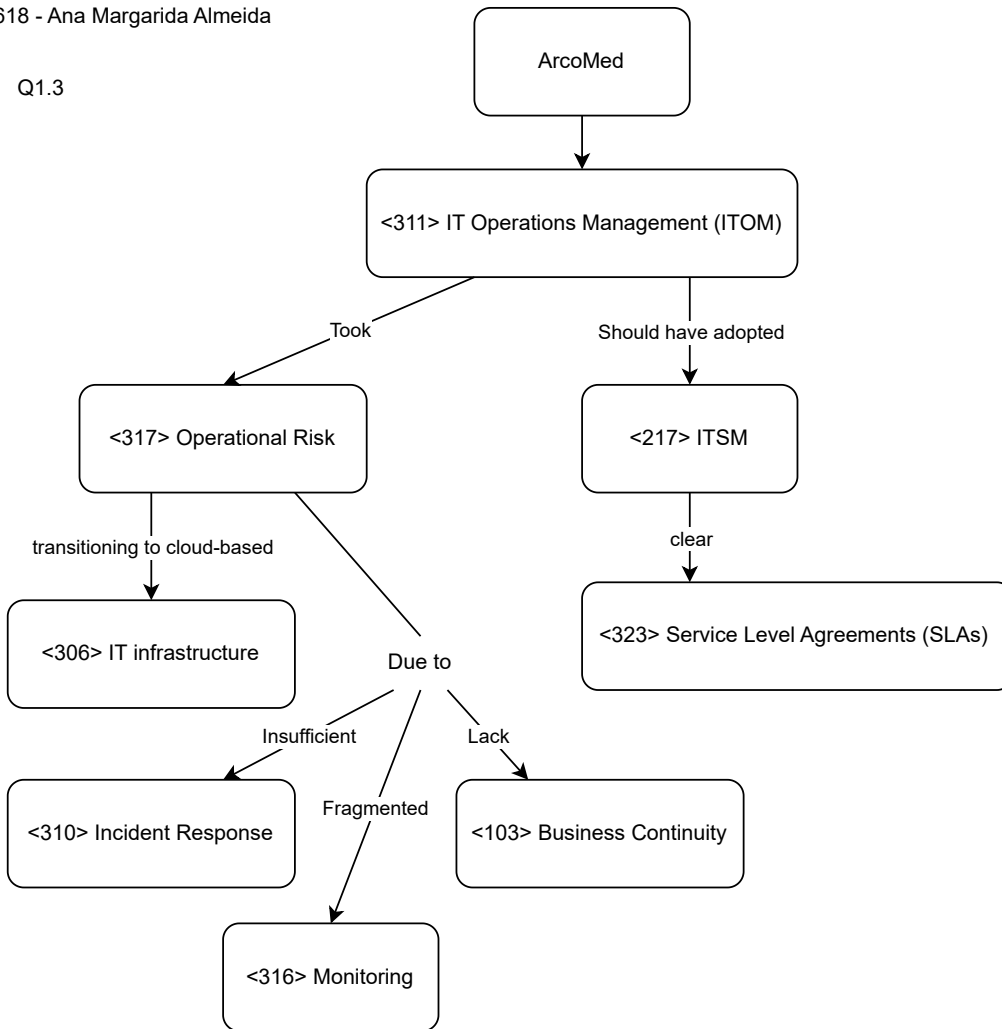 618 - Ana Margarida Almeida
Q1.3
ArcoMed
<311> IT Operations Management (ITOM)
Took
Should have adopted
<317> Operational Risk
<217> ITSM
transitioning to cloud-based
clear
<306> IT infrastructure
<323> Service Level Agreements (SLAs)
Due to
Insufficient
Lack
Fragmented
<310> Incident Response
<103> Business Continuity
<316> Monitoring